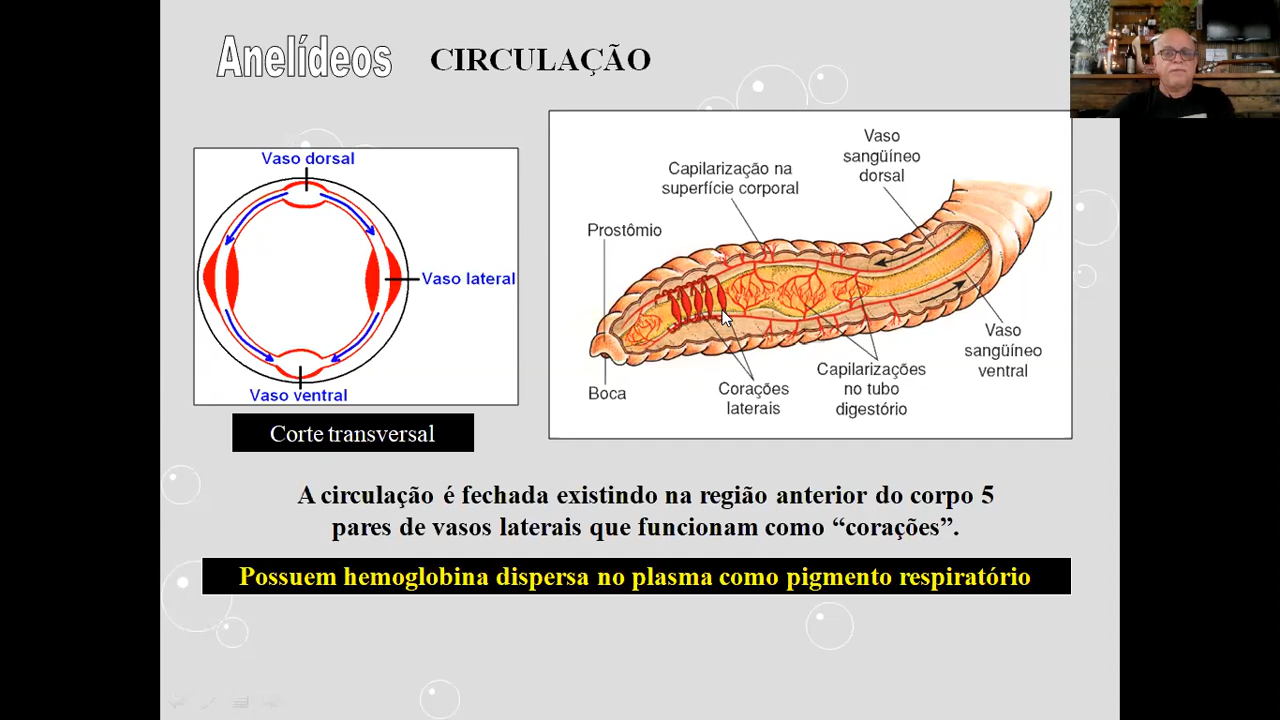 Anelídeos
CIRCULAÇÃO
Vaso dorsal
Vaso lateral
Vaso ventral
Corte transversal
Vaso
sangüíneo
dorsal
Capilarização na
superfície corporal
Prostômio
Boca
Corações
laterais
Capilarizações
no tubo
digestório
Vaso
sangüíneo
ventral
A circulação é fechada existindo na região anterior do corpo 5
pares de vasos laterais que funcionam como “corações”.
Possuem hemoglobina dispersa no plasma como pigmento respiratório